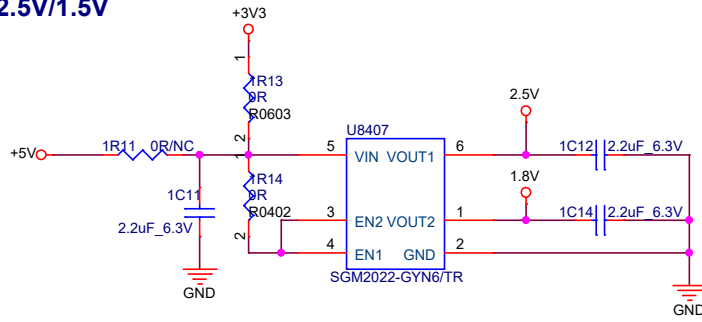 2.5V/1.5V
+3V3
1
1R13
0R
R0603
2
2.5V
U8407
+5V
1R11 0R/NC
5 VIN VOUT1 6
1C12 2.2uF_6.3V
1
1R14
0R
R0402
2
1.8V
1C11
2.2uF_6.3V
3 EN2 VOUT2 1
1C14 2.2uF_6.3V
4 EN1 GND 2
SGM2022-GYN6/TR
GND
GND